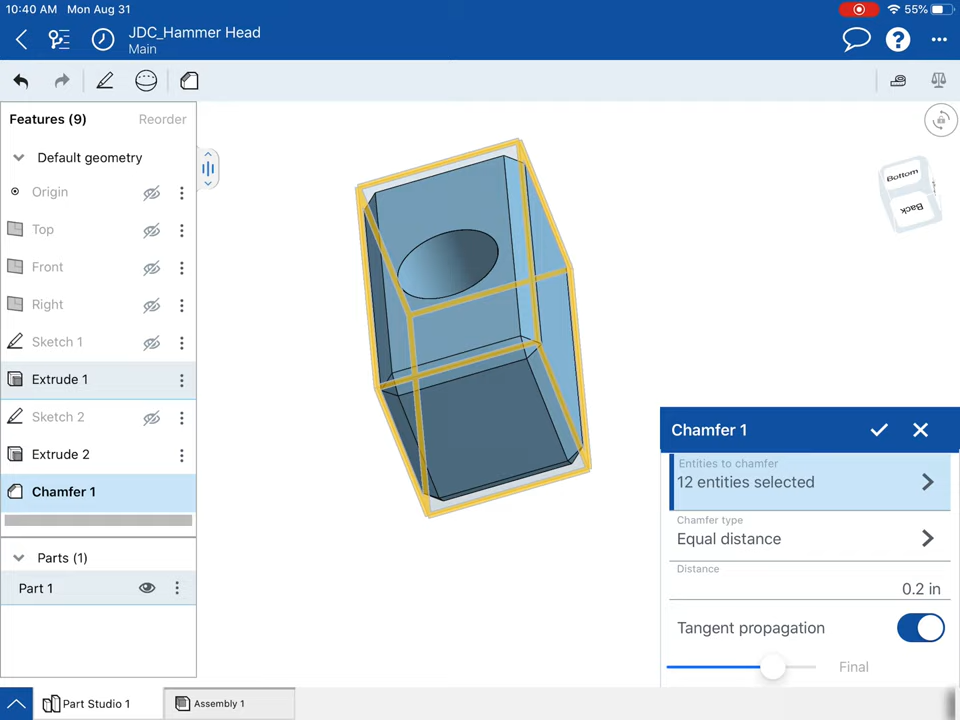 10:40 AM Mon Aug 31
55%
JDC_Hammer Head
Main
?
Features (9)
Reorder
Default geometry
Origin
Top
Front
Right
Sketch 1
Extrude 1
Sketch 2
Extrude 2
Chamfer 1
Parts (1)
Part 1
Bottom
Back
Chamfer 1
Entities to chamfer
12 entities selected
Chamfer type
Equal distance
Distance
0.2 in
Tangent propagation
Final
Part Studio 1
Assembly 1